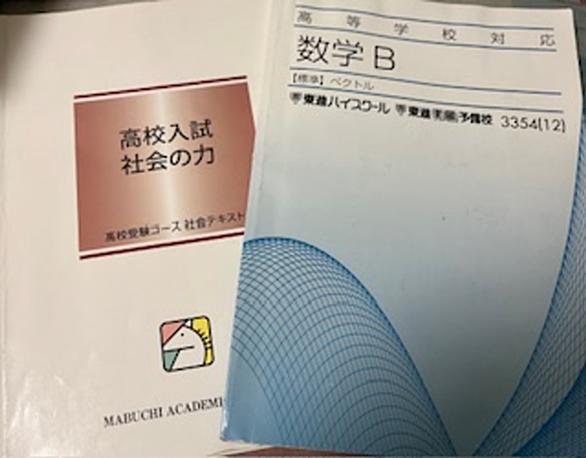 高校入試
社会の力
高校受験コース 社会テキスト
MABUCHI ACADEM
高等学校対応
数学B
【標準】ベクトル
東進ハイスクール 東進衛星予備校 3354(12)